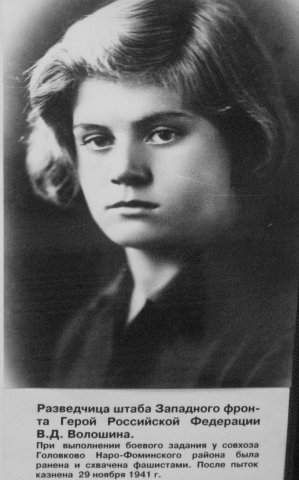 Разведчица штаба Западного фрон-
та Герой Российской Федерации
В.Д. Волошина.
При выполнении боевого задания у совхоза
Головково Наро-Фоминского района была
ранена и схвачена фашистами. После пыток
казнена 29 ноября 1941 г.